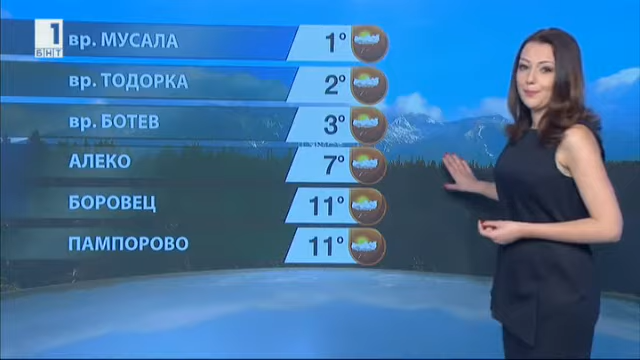 1
БНТ
вр. МУСАЛА 1°
вр. ТОДОРКА 2°
вр. БОТЕВ 3°
АЛЕКО 7°
БОРОВЕЦ 11°
ПАМПОРОВО 11°